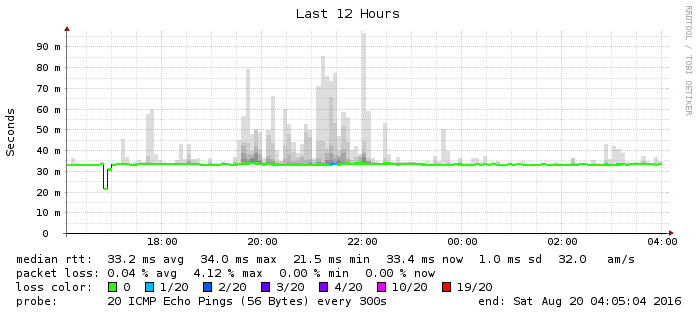 Last 12 Hours
RRDTOOL / TOBI OETIKER
Seconds
90 m
80 m
70 m
60 m
50 m
40 m
30 m
20 m
10 m
0
18:00 20:00 22:00 00:00 02:00 04:00
median rtt: 33.2 ms avg 34.0 ms max 21.5 ms min 33.4 ms now 1.0 ms sd 32.0 am/s
packet loss: 0.04 % avg 4.12 % max 0.00 % min 0.00 % now
loss color: 0 1/20 2/20 3/20 4/20 10/20 19/20
probe: 20 ICMP Echo Pings (56 Bytes) every 300s end: Sat Aug 20 04:05:04 2016